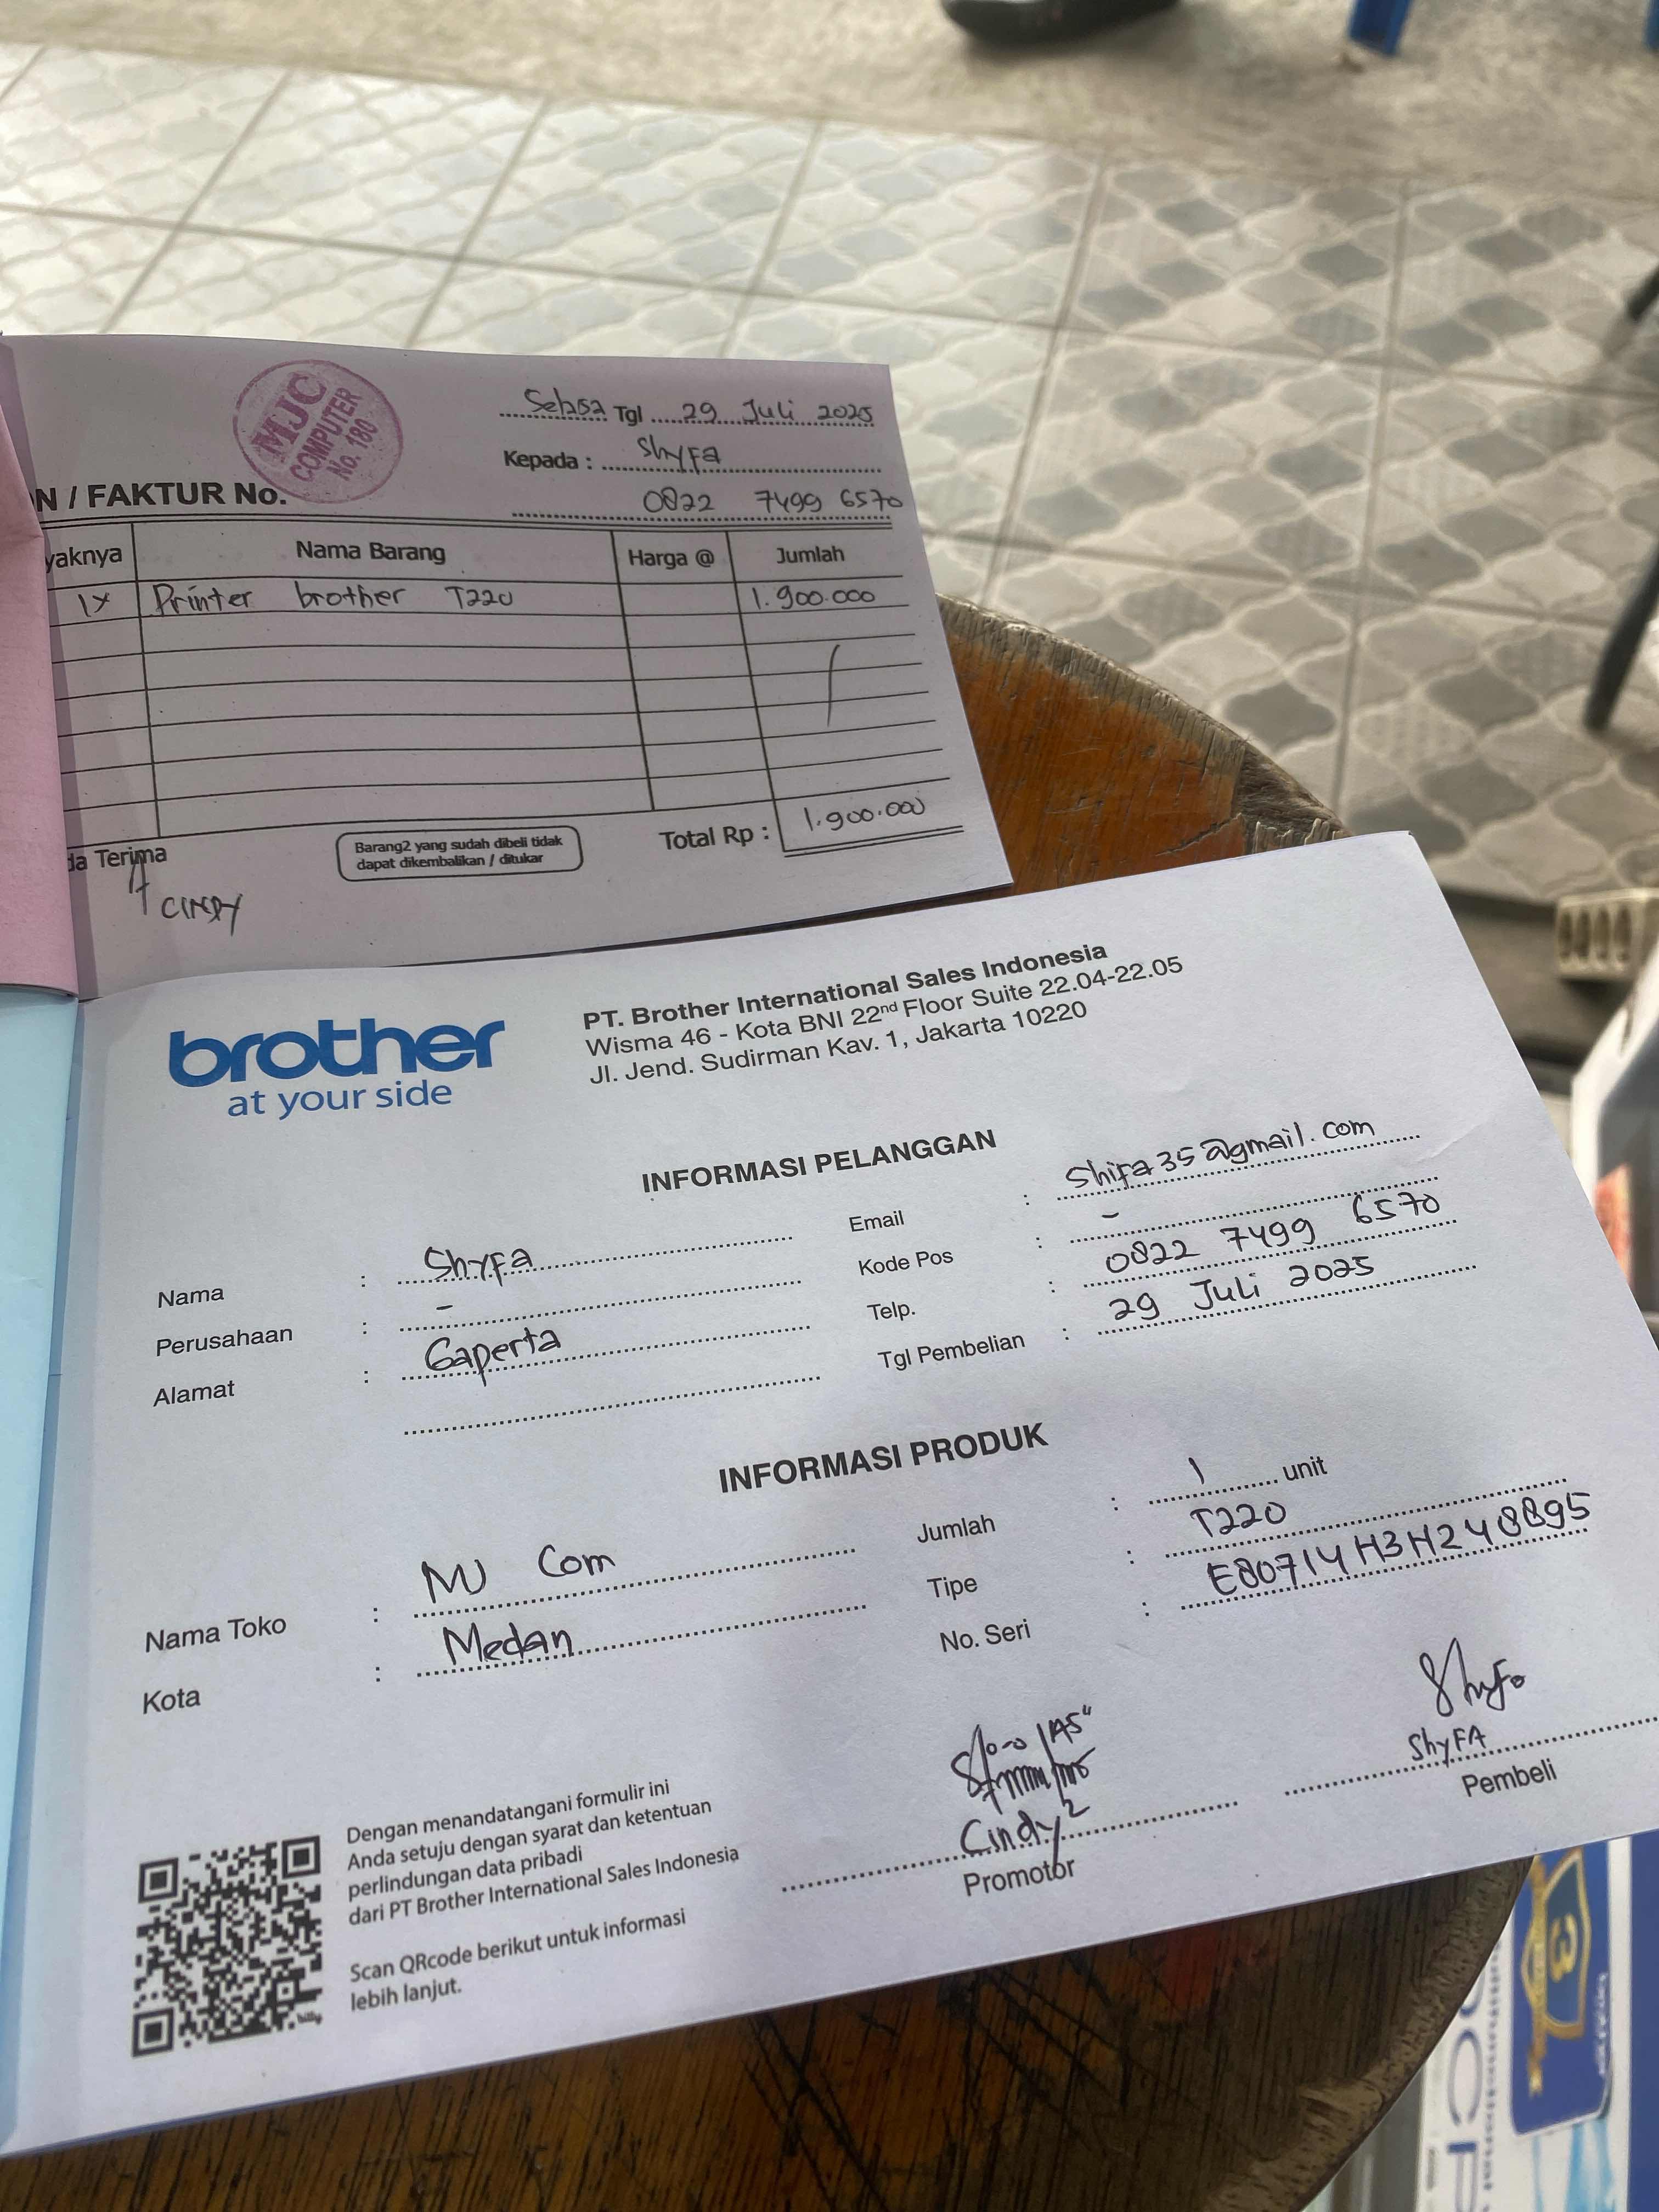 MJC
COMPUTER
No. 180
Selasa Tgl 29 Juli 2025
Kepada : Shyfa
N / FAKTUR No.
0822 7499 6570
yaknya Nama Barang Harga @ Jumlah
1x Printer brother T220 1.900.000
Total Rp : 1.900.000
da Terima
Barang2 yang sudah dibeli tidak
dapat dikembalikan / ditukar
CINDY
brother
at your side
PT. Brother International Sales Indonesia
Wisma 46 - Kota BNI 22nd Floor Suite 22.04-22.05
Jl. Jend. Sudirman Kav. 1, Jakarta 10220
INFORMASI PELANGGAN
Nama : Shyfa
Perusahaan : -
Alamat : Gaperta
Email : Shifa35@gmail.com
Kode Pos : -
Telp. : 0822 7499 6570
Tgl Pembelian : 29 Juli 2025
INFORMASI PRODUK
Nama Toko : MJ Com
Kota : Medan
Jumlah : 1 unit
Tipe : T220
No. Seri : E80714H3H248895
Dengan menandatangani formulir ini
Anda setuju dengan syarat dan ketentuan
perlindungan data pribadi
dari PT Brother International Sales Indonesia
Scan QRcode berikut untuk informasi
lebih lanjut.
Cindy2
Promotor
Shyfa
ShyFA
Pembeli